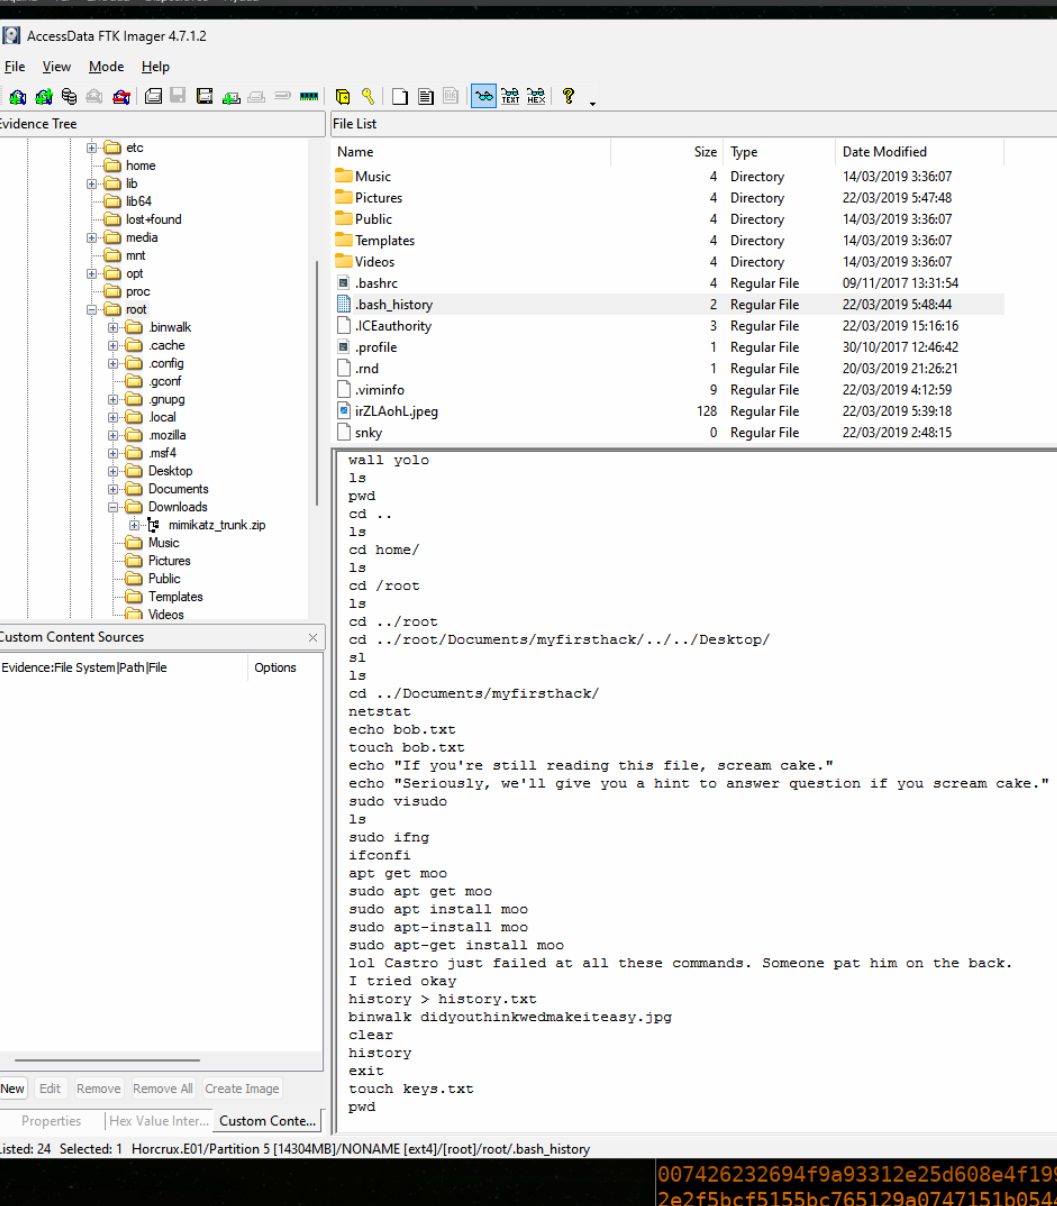 AccessData FTK Imager 4.7.1.2
File View Mode Help
Evidence Tree
File List
etc
home
lib
lib64
lost+found
media
mnt
opt
proc
root
.binwalk
.cache
.config
.gconf
.gnupg
.local
.mozilla
.msf4
Desktop
Documents
Downloads
mimikatz_trunk.zip
Music
Pictures
Public
Templates
Videos
Name Size Type Date Modified
Music 4 Directory 14/03/2019 3:36:07
Pictures 4 Directory 22/03/2019 5:47:48
Public 4 Directory 14/03/2019 3:36:07
Templates 4 Directory 14/03/2019 3:36:07
Videos 4 Directory 14/03/2019 3:36:07
.bashrc 4 Regular File 09/11/2017 13:31:54
.bash_history 2 Regular File 22/03/2019 5:48:44
.ICEauthority 3 Regular File 22/03/2019 15:16:16
.profile 1 Regular File 30/10/2017 12:46:42
.rnd 1 Regular File 20/03/2019 21:26:21
.viminfo 9 Regular File 22/03/2019 4:12:59
irZLAohL.jpeg 128 Regular File 22/03/2019 5:39:18
snky 0 Regular File 22/03/2019 2:48:15
Custom Content Sources
Evidence:File System|Path|File Options
New Edit Remove Remove All Create Image
Properties Hex Value Inter... Custom Conte...
wall yolo
ls
pwd
cd ..
ls
cd home/
ls
cd /root
ls
cd ../root
cd ../root/Documents/myfirsthack/../../Desktop/
sl
ls
cd ../Documents/myfirsthack/
netstat
echo bob.txt
touch bob.txt
echo "If you're still reading this file, scream cake."
echo "Seriously, we'll give you a hint to answer question if you scream cake."
sudo visudo
ls
sudo ifng
ifconfi
apt get moo
sudo apt get moo
sudo apt install moo
sudo apt-install moo
sudo apt-get install moo
lol Castro just failed at all these commands. Someone pat him on the back.
I tried okay
history > history.txt
binwalk didyouthinkwedmakeiteasy.jpg
clear
history
exit
touch keys.txt
pwd
Listed: 24 Selected: 1 Horcrux.E01/Partition 5 [14304MB]/NONAME [ext4]/[root]/root/.bash_history
007426232694f9a93312e25d608e4f199
2e2f5bcf5155bc765129a0747151b0544